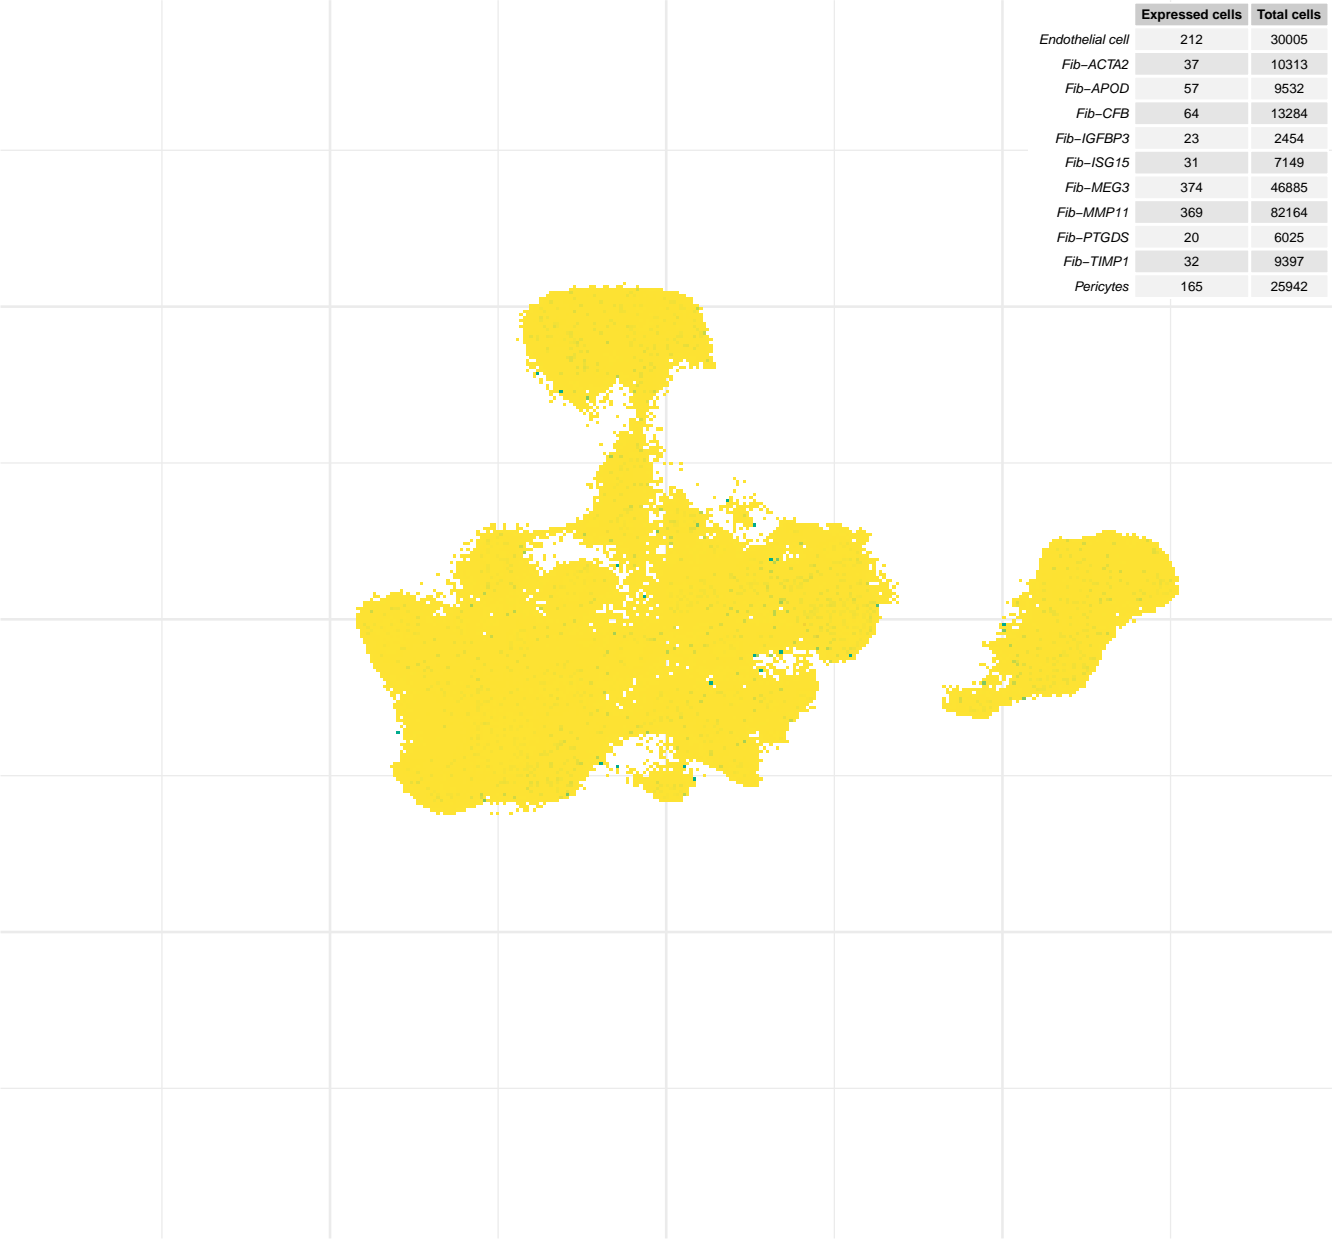 Expressed cells Total cells
Endothelial cell 212 30005
Fib−ACTA2 37 10313
Fib−APOD 57 9532
Fib−CFB 64 13284
Fib−IGFBP3 23 2454
Fib−ISG15 31 7149
Fib−MEG3 374 46885
Fib−MMP11 369 82164
Fib−PTGDS 20 6025
Fib−TIMP1 32 9397
Pericytes 165 25942